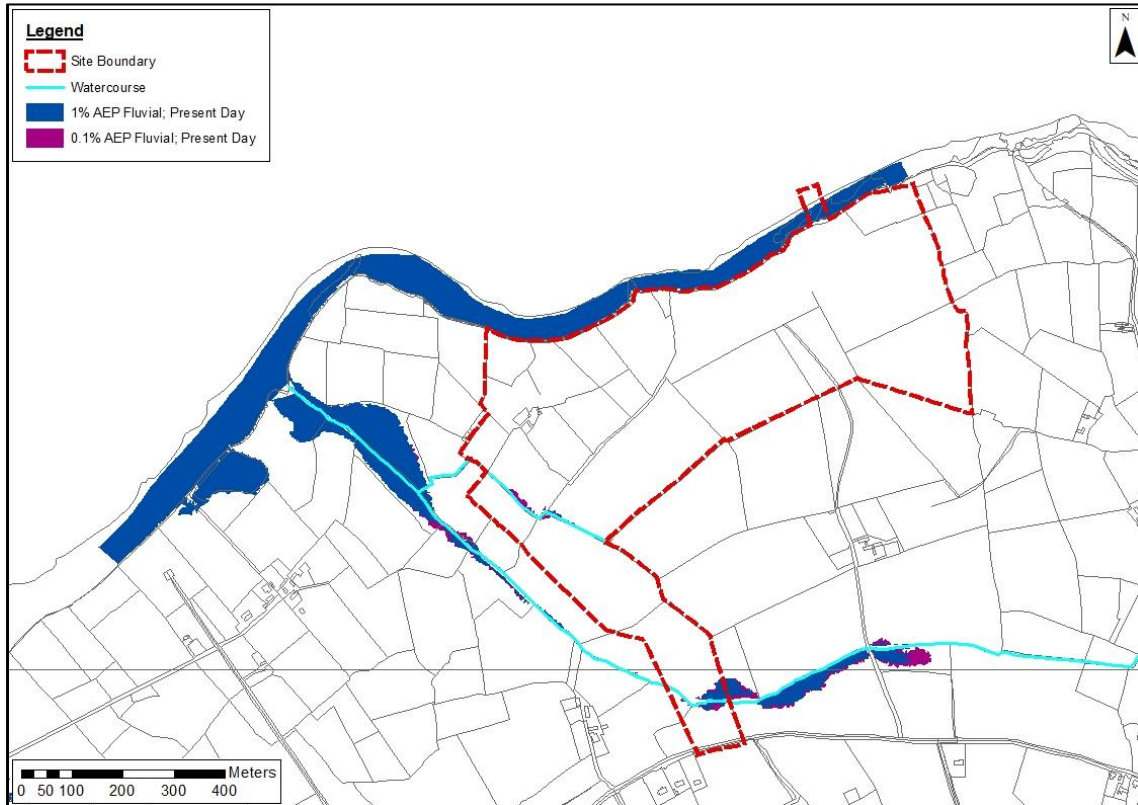 Legend
Site Boundary
Watercourse
1% AEP Fluvial; Present Day
0.1% AEP Fluvial; Present Day
N
0 50 100 200 300 400 Meters